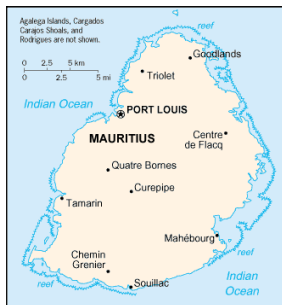 Agalega Islands, Cargados
Carajos Shoals, and
Rodrigues are not shown.
0 2.5 5 km
0 2.5 5 mi
reef
Goodlands
Triolet
Indian Ocean
PORT LOUIS
MAURITIUS
Centre
de Flacq
Quatre Bornes
Curepipe
Tamarin
Mahébourg
reef
Chemin
Grenier
Souillac
reef
Indian
Ocean